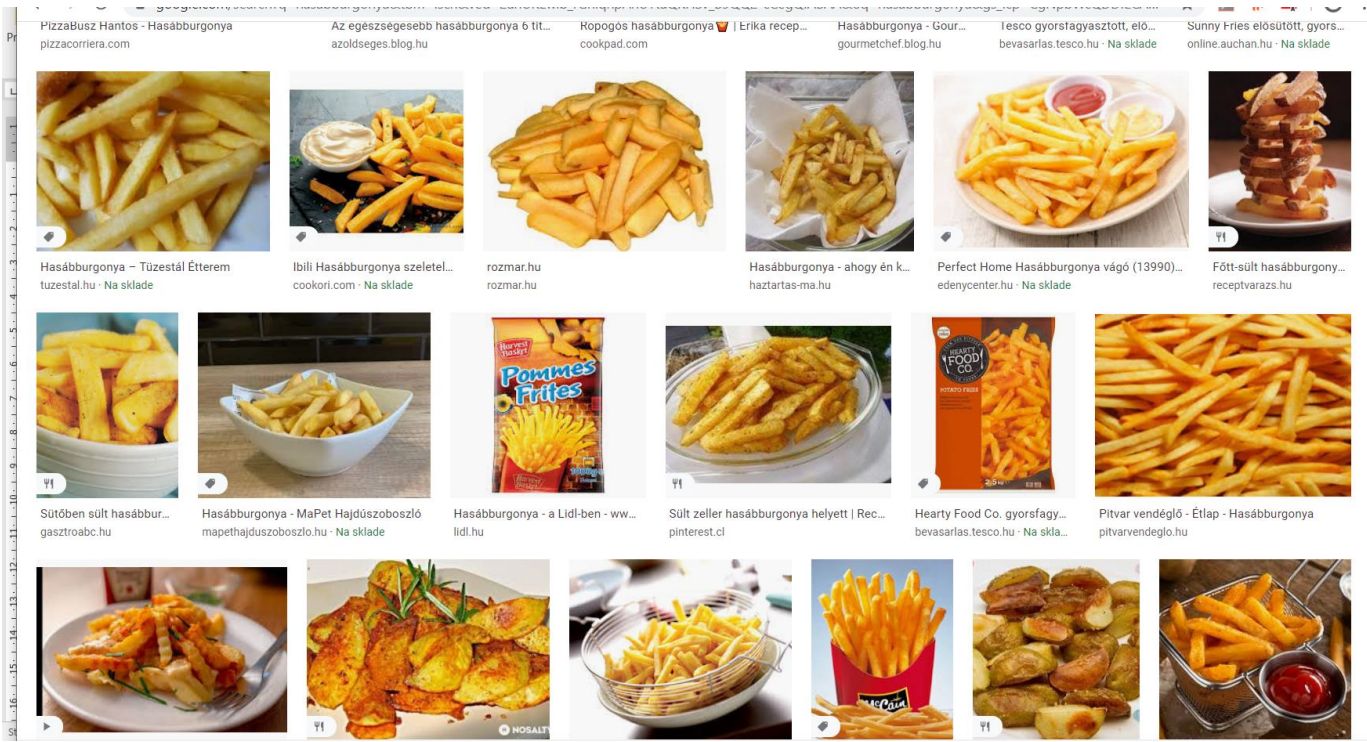 PizzaBusz Hantos - Hasábburgonya
Az egészségesebb hasábburgonya 6 tit...
Ropogós hasábburgonya🍟 | Erika recep...
Hasábburgonya - Gour...
Tesco gyorsfagyasztott, elő...
Sunny Fries elősütött, gyors...
pizzacorriera.com
azoldseges.blog.hu
cookpad.com
gourmetchef.blog.hu
bevasarlas.tesco.hu · Na sklade
online.auchan.hu · Na sklade
Hasábburgonya – Tüzestál Étterem
Ibili Hasábburgonya szeletel...
rozmar.hu
Hasábburgonya - ahogy én k...
Perfect Home Hasábburgonya vágó (13990)...
Főtt-sült hasábburgony...
tuzestal.hu · Na sklade
cookori.com · Na sklade
rozmar.hu
haztartas-ma.hu
edenycenter.hu · Na sklade
receptvarazs.hu
Harvest
Basket
Pommes
Frites
HEARTY
FOOD
CO.
POTATO FRIES
Sütőben sült hasábbur...
Hasábburgonya - MaPet Hajdúszoboszló
Hasábburgonya - a Lidl-ben - ww...
Sült zeller hasábburgonya helyett | Rec...
Hearty Food Co. gyorsfagy...
Pitvar vendéglő - Étlap - Hasábburgonya
gasztroabc.hu
mapethajduszoboszlo.hu · Na sklade
lidl.hu
pinterest.cl
bevasarlas.tesco.hu · Na skla...
pitvarvendeglo.hu
NOSALTY
McCain